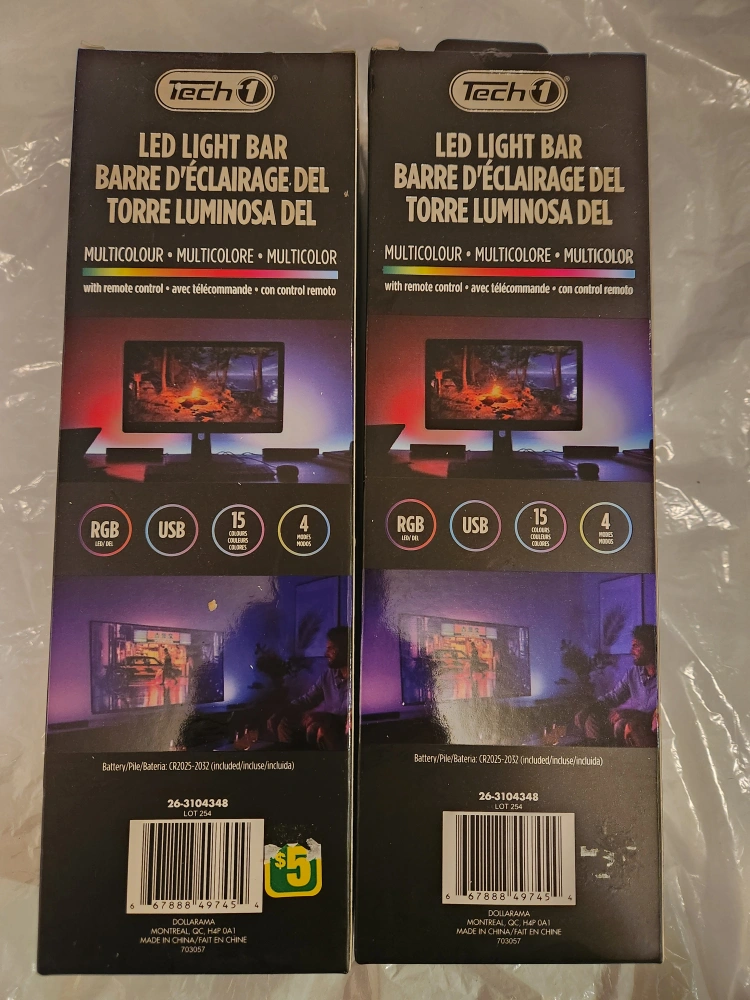 Tech 1®
LED LIGHT BAR
BARRE D'ÉCLAIRAGE DEL
TORRE LUMINOSA DEL
MULTICOLOUR • MULTICOLORE • MULTICOLOR
with remote control • avec télécommande • con control remoto
RGB
LED/ DEL
USB
15
COLOURS
COULEURS
COLORES
4
MODES
MODOS
Battery/Pile/Bateria: CR2025-2032 (included/incluse/incluida)
26-3104348
LOT 254
6 67888 49745 4
$5
DOLLARAMA
MONTREAL, QC, H4P 0A1
MADE IN CHINA/FAIT EN CHINE
703057
Tech 1®
LED LIGHT BAR
BARRE D'ÉCLAIRAGE DEL
TORRE LUMINOSA DEL
MULTICOLOUR • MULTICOLORE • MULTICOLOR
with remote control • avec télécommande • con control remoto
RGB
LED/ DEL
USB
15
COLOURS
COULEURS
COLORES
4
MODES
MODOS
Battery/Pile/Bateria: CR2025-2032 (included/incluse/incluida)
26-3104348
LOT 254
6 67888 49745 4
DOLLARAMA
MONTREAL, QC, H4P 0A1
MADE IN CHINA/FAIT EN CHINE
703057